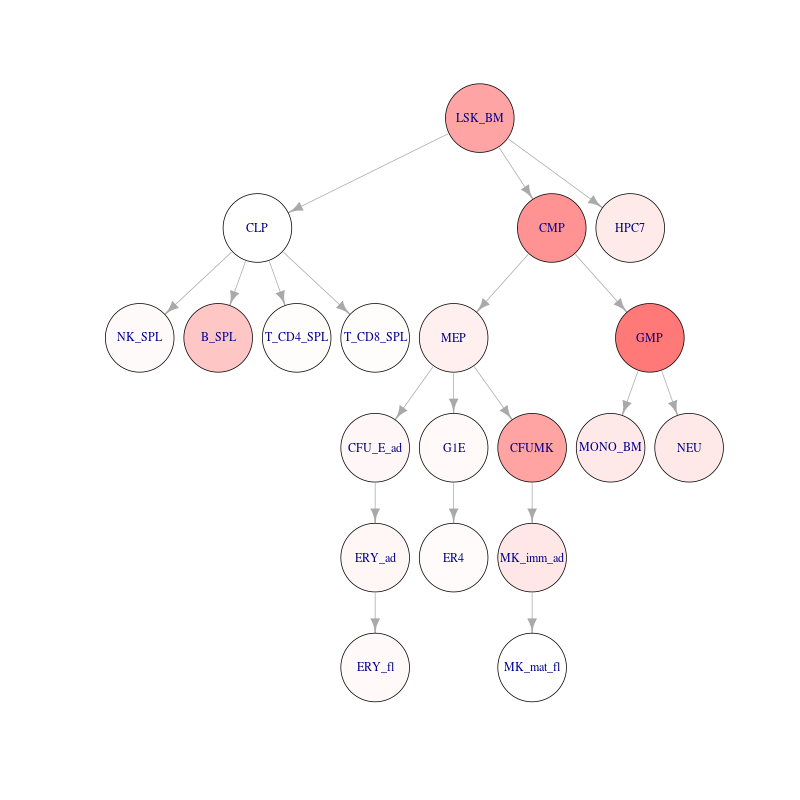 LSK_BM
CLP
CMP
HPC7
NK_SPL
B_SPL
T_CD4_SPL
T_CD8_SPL
MEP
GMP
CFU_E_ad
G1E
CFUMK
MONO_BM
NEU
ERY_ad
ER4
MK_imm_ad
ERY_fl
MK_mat_fl